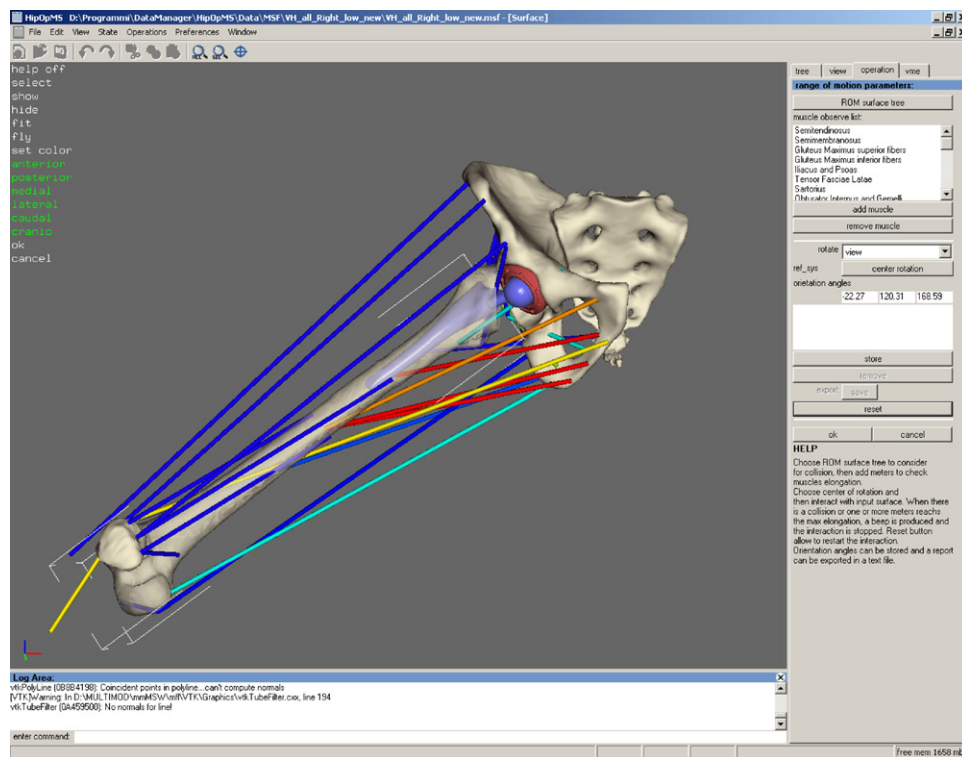 HipOpMS D:\Programmi\DataManager\HipOpMS\Data\MSF\VH_all_Right_low_new\VH_all_Right_low_new.msf - [Surface]
File Edit View State Operations Preferences Window
help off
select
show
hide
fit
fly
set color
anterior
posterior
medial
lateral
caudal
cranio
ok
cancel
tree view operation vme
range of motion parameters:
ROM surface tree
muscle observe list:
Semitendinosus
Semimembranosus
Gluteus Maximus superior fibers
Gluteus Maximus inferior fibers
Iliacus and Psoas
Tensor Fasciae Latae
Sartorius
Obturator Internus and Gemelli
add muscle
remove muscle
rotate view
ref_sys center rotation
orietation angles
-22.27 120.31 168.59
store
remove
export save
reset
ok cancel
HELP
Choose ROM surface tree to consider
for collision, then add meters to check
muscles elongation.
Choose center of rotation and
then interact with input surface. When there
is a collision or one or more meters reachs
the max elongation, a beep is produced and
the interaction is stopped. Reset button
allow to restart the interaction.
Orientation angles can be stored and a report
can be exported in a text file.
Log Area:
vtkPolyLine (0B8B4198): Coincident points in polyline...can't compute normals
[VTK]Warning: In D:\MULTIMOD\mmMSW\mfl\VTK\Graphics\vtkTubeFilter.cxx, line 194
vtkTubeFilter (0A459500): No normals for line!
enter command:
free mem 1658 mb